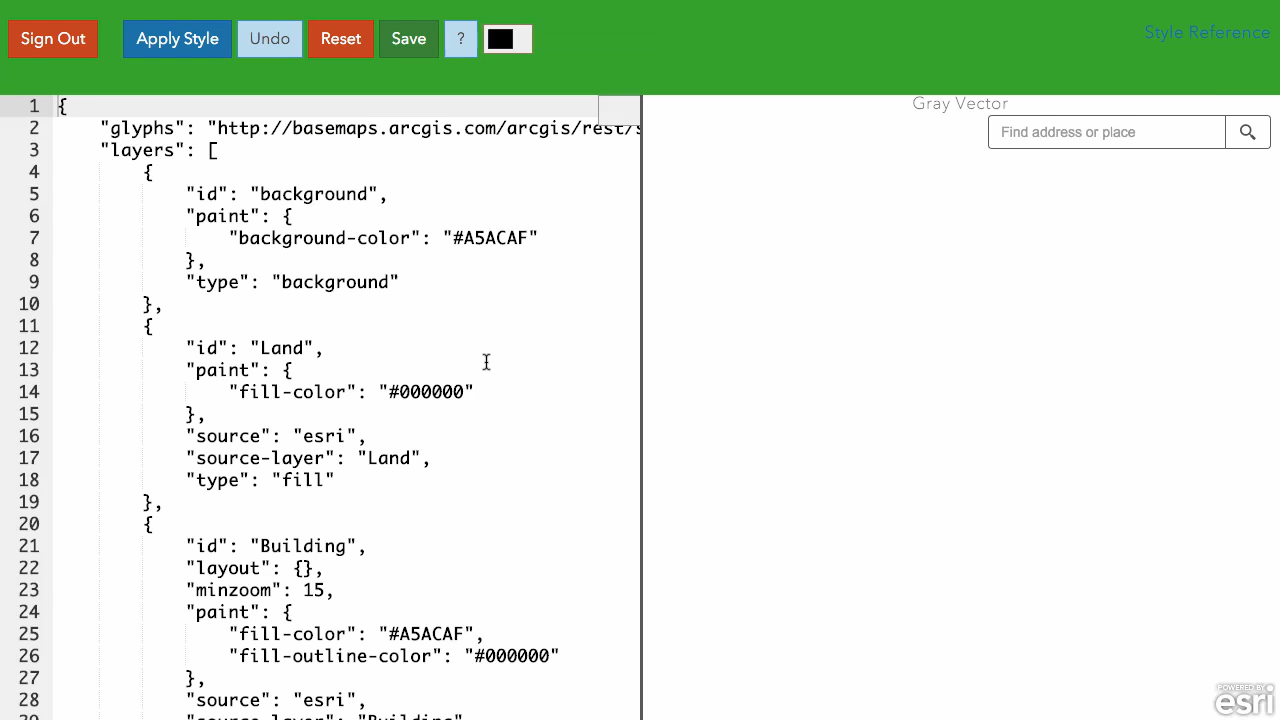 Sign Out Apply Style Undo Reset Save ? Style Reference
Gray Vector
Find address or place
1 {
2 "glyphs": "http://basemaps.arcgis.com/arcgis/rest/s
3 "layers": [
4 {
5 "id": "background",
6 "paint": {
7 "background-color": "#A5ACAF"
8 },
9 "type": "background"
10 },
11 {
12 "id": "Land",
13 "paint": {
14 "fill-color": "#000000"
15 },
16 "source": "esri",
17 "source-layer": "Land",
18 "type": "fill"
19 },
20 {
21 "id": "Building",
22 "layout": {},
23 "minzoom": 15,
24 "paint": {
25 "fill-color": "#A5ACAF",
26 "fill-outline-color": "#000000"
27 },
28 "source": "esri",
"source-layer": "Building"
POWERED BY
esri